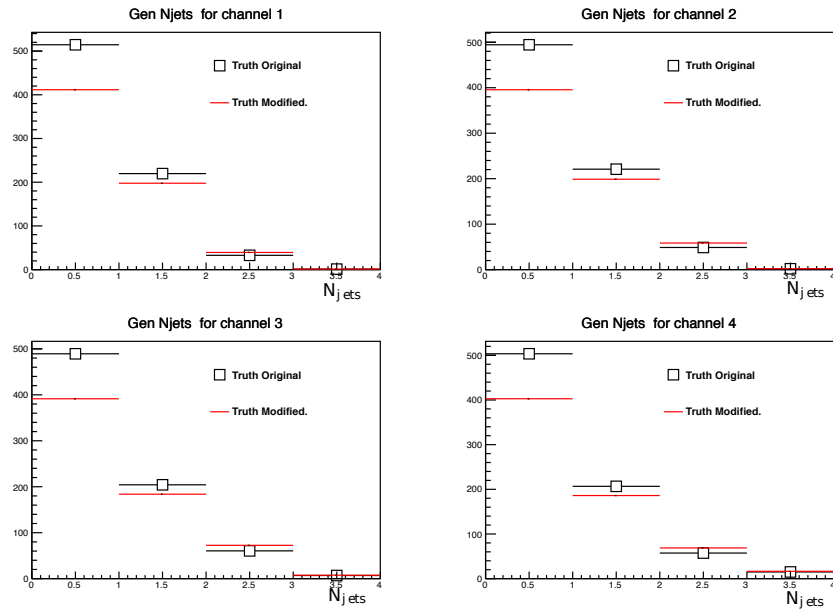 Gen Njets for channel 1
500
400
300
200
100
0
Truth Original
Truth Modified.
0 0.5 1 1.5 2 2.5 3 3.5 4
Njets
Gen Njets for channel 2
500
400
300
200
100
0
Truth Original
Truth Modified.
0 0.5 1 1.5 2 2.5 3 3.5 4
Njets
Gen Njets for channel 3
500
400
300
200
100
0
Truth Original
Truth Modified.
0 0.5 1 1.5 2 2.5 3 3.5 4
Njets
Gen Njets for channel 4
500
400
300
200
100
0
Truth Original
Truth Modified.
0 0.5 1 1.5 2 2.5 3 3.5 4
Njets